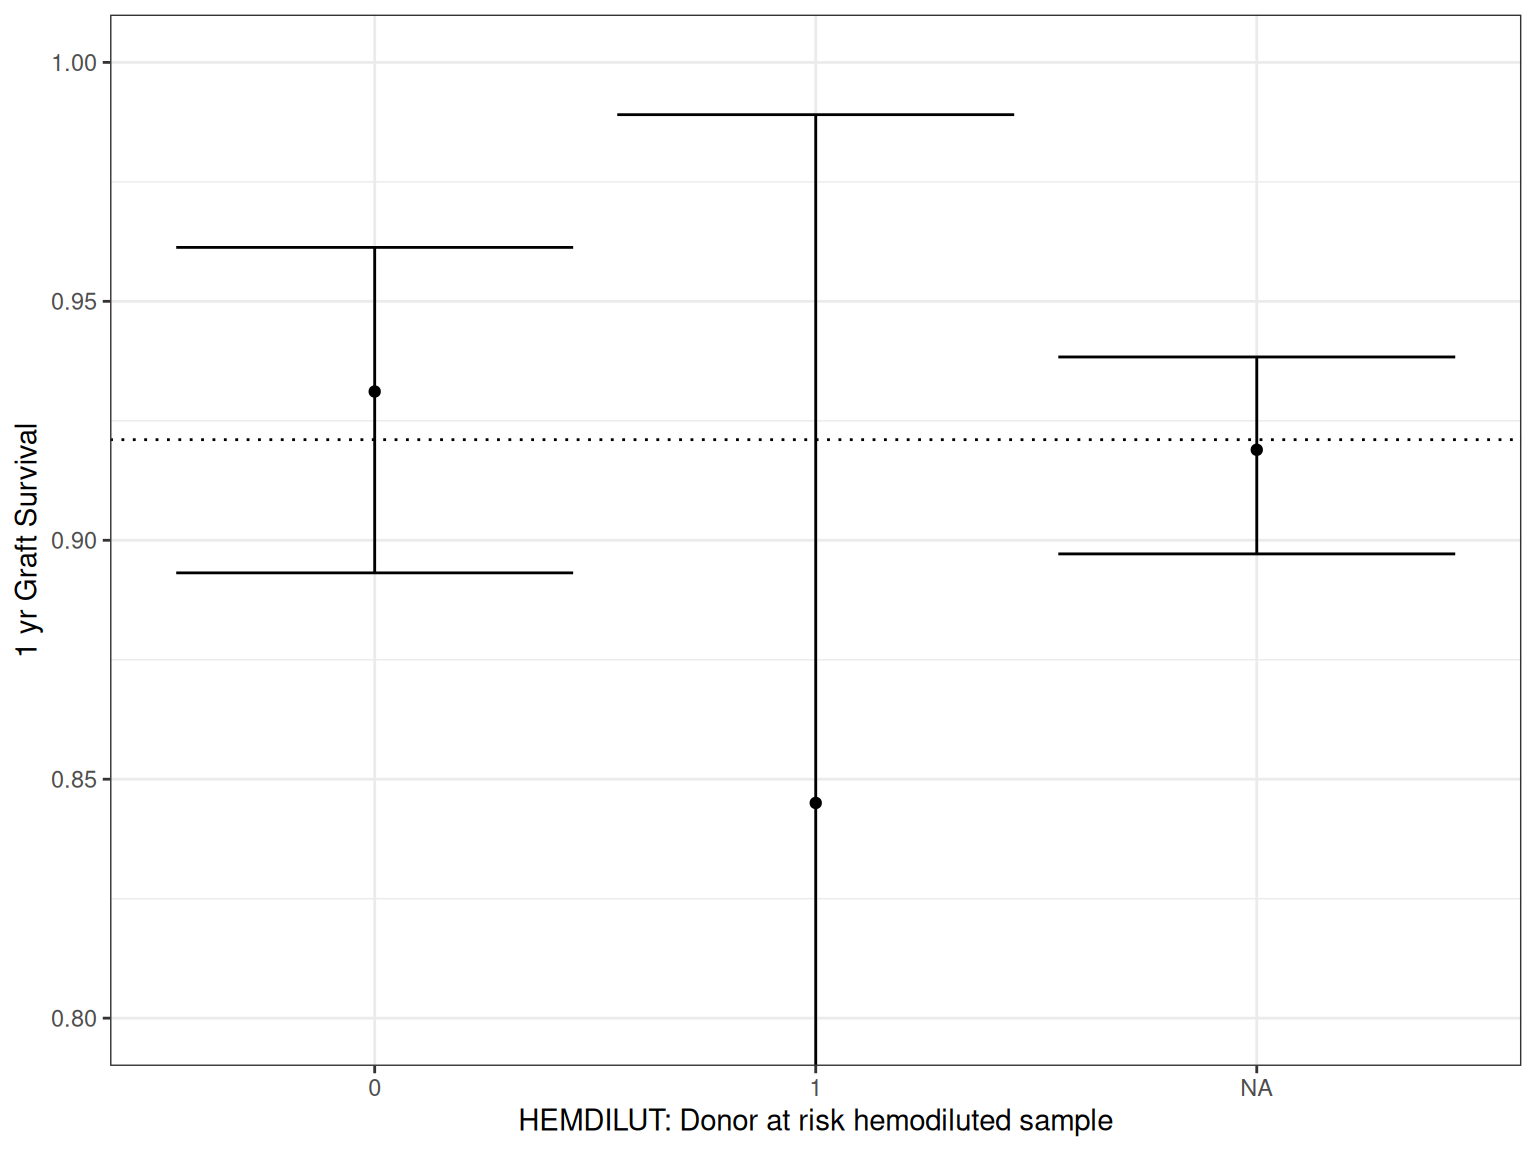 1.00
0.95
0.90
0.85
0.80
1 yr Graft Survival
0
1
NA
HEMDILUT: Donor at risk hemodiluted sample